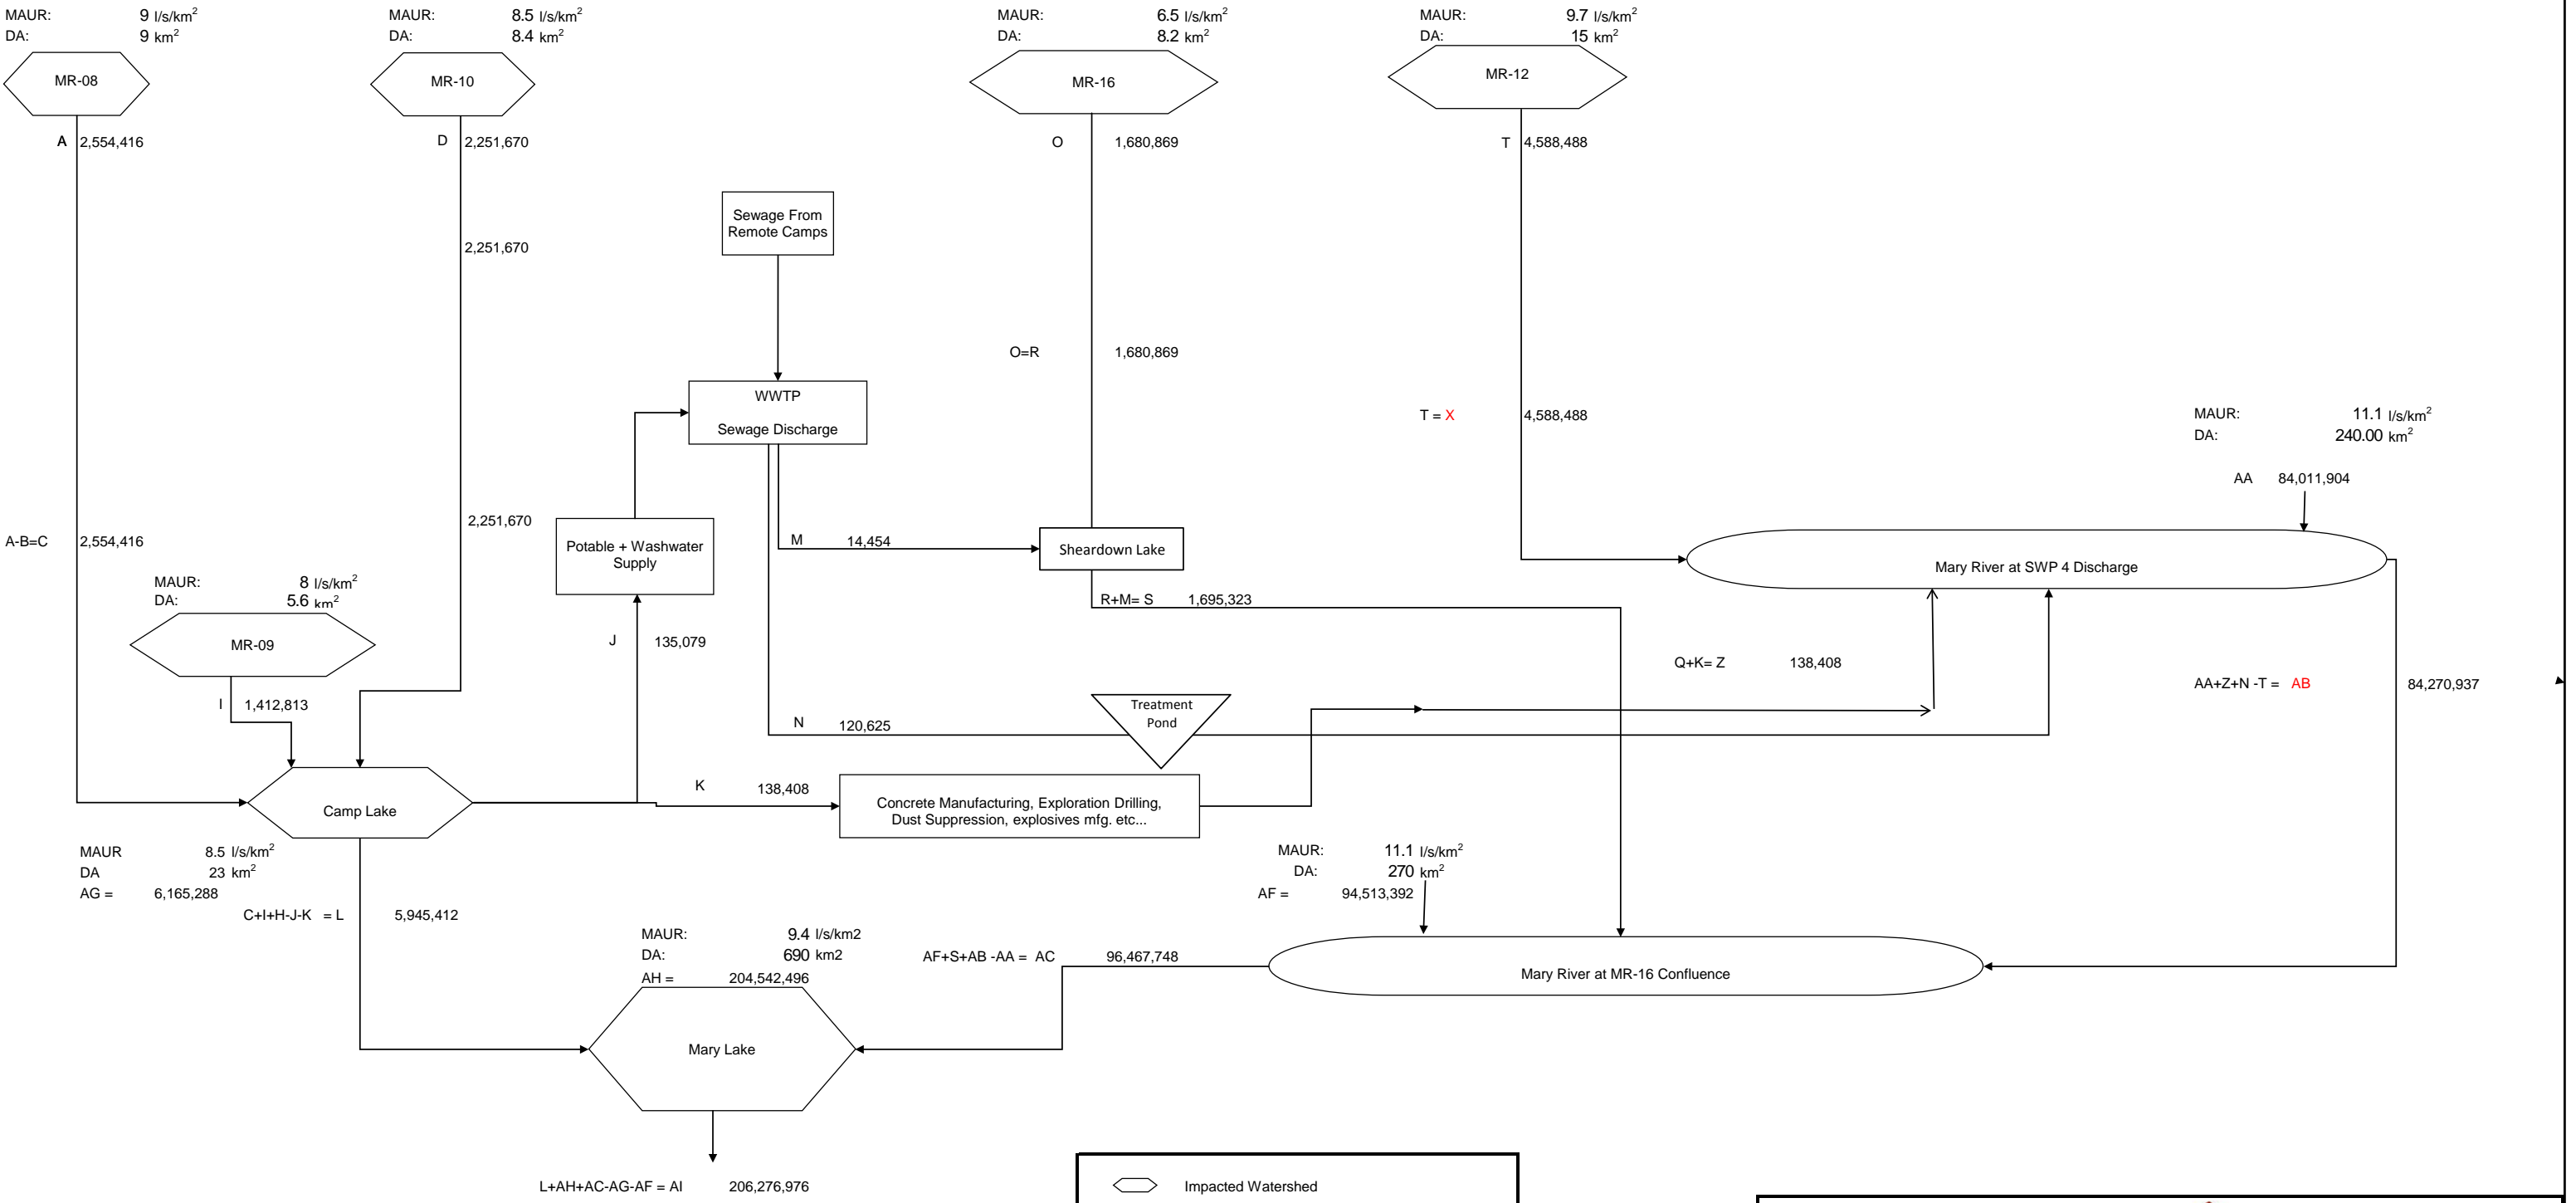 MAUR: 9 l/s/km2
DA: 9 km2
MR-08
A 2,554,416
A-B=C 2,554,416
MAUR: 8.5 l/s/km2
DA: 8.4 km2
MR-10
D 2,251,670
2,251,670
2,251,670
MAUR: 6.5 l/s/km2
DA: 8.2 km2
MR-16
O 1,680,869
O=R 1,680,869
MAUR: 9.7 l/s/km2
DA: 15 km2
MR-12
T 4,588,488
T = X 4,588,488
Sewage From
Remote Camps
WWTP
Sewage Discharge
Potable + Washwater
Supply
J 135,079
M 14,454
Sheardown Lake
R+M= S 1,695,323
MAUR: 11.1 l/s/km2
DA: 240.00 km2
AA 84,011,904
Mary River at SWP 4 Discharge
MAUR: 8 l/s/km2
DA: 5.6 km2
MR-09
I 1,412,813
N 120,625
Treatment
Pond
Q+K= Z 138,408
AA+Z+N -T = AB 84,270,937
Camp Lake
K 138,408
Concrete Manufacturing, Exploration Drilling,
Dust Suppression, explosives mfg. etc...
MAUR 8.5 l/s/km2
DA 23 km2
AG = 6,165,288
C+I+H-J-K = L 5,945,412
MAUR: 11.1 l/s/km2
DA: 270 km2
AF = 94,513,392
MAUR: 9.4 l/s/km2
DA: 690 km2
AH = 204,542,496
AF+S+AB -AA = AC 96,467,748
Mary River at MR-16 Confluence
Mary Lake
L+AH+AC-AG-AF = AI 206,276,976
Impacted Watershed